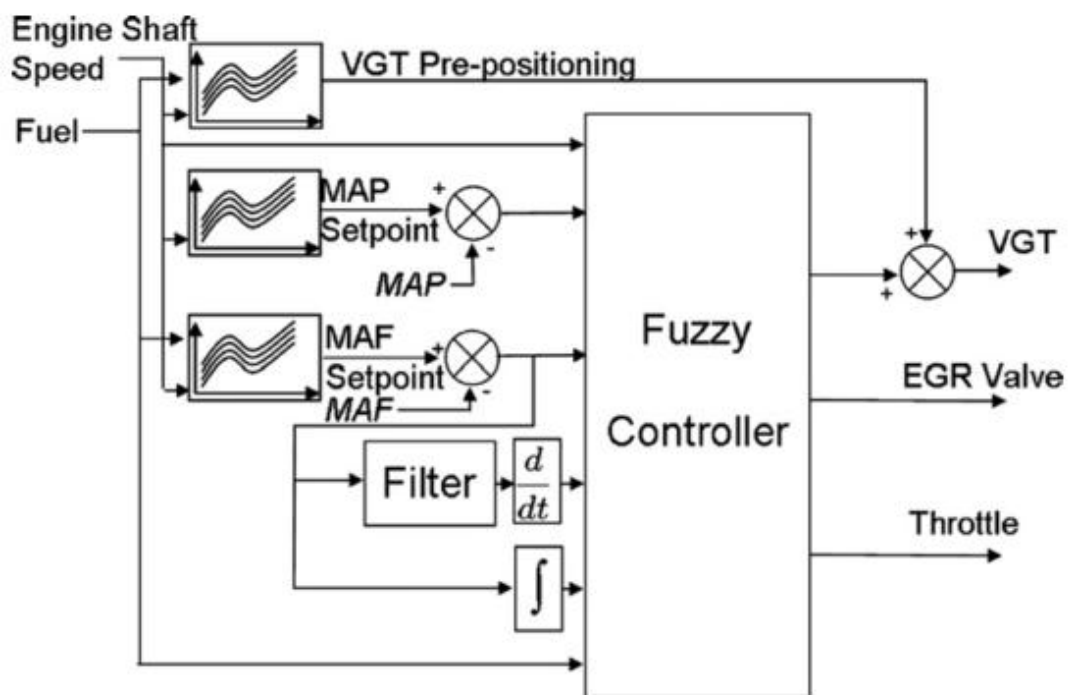 Engine Shaft
Speed
VGT Pre-positioning
Fuel
MAP
+
Setpoint
-
MAP
+
VGT
+
Fuzzy
Controller
MAF
+
Setpoint
-
MAF
EGR Valve
Filter
d
dt
Throttle
∫